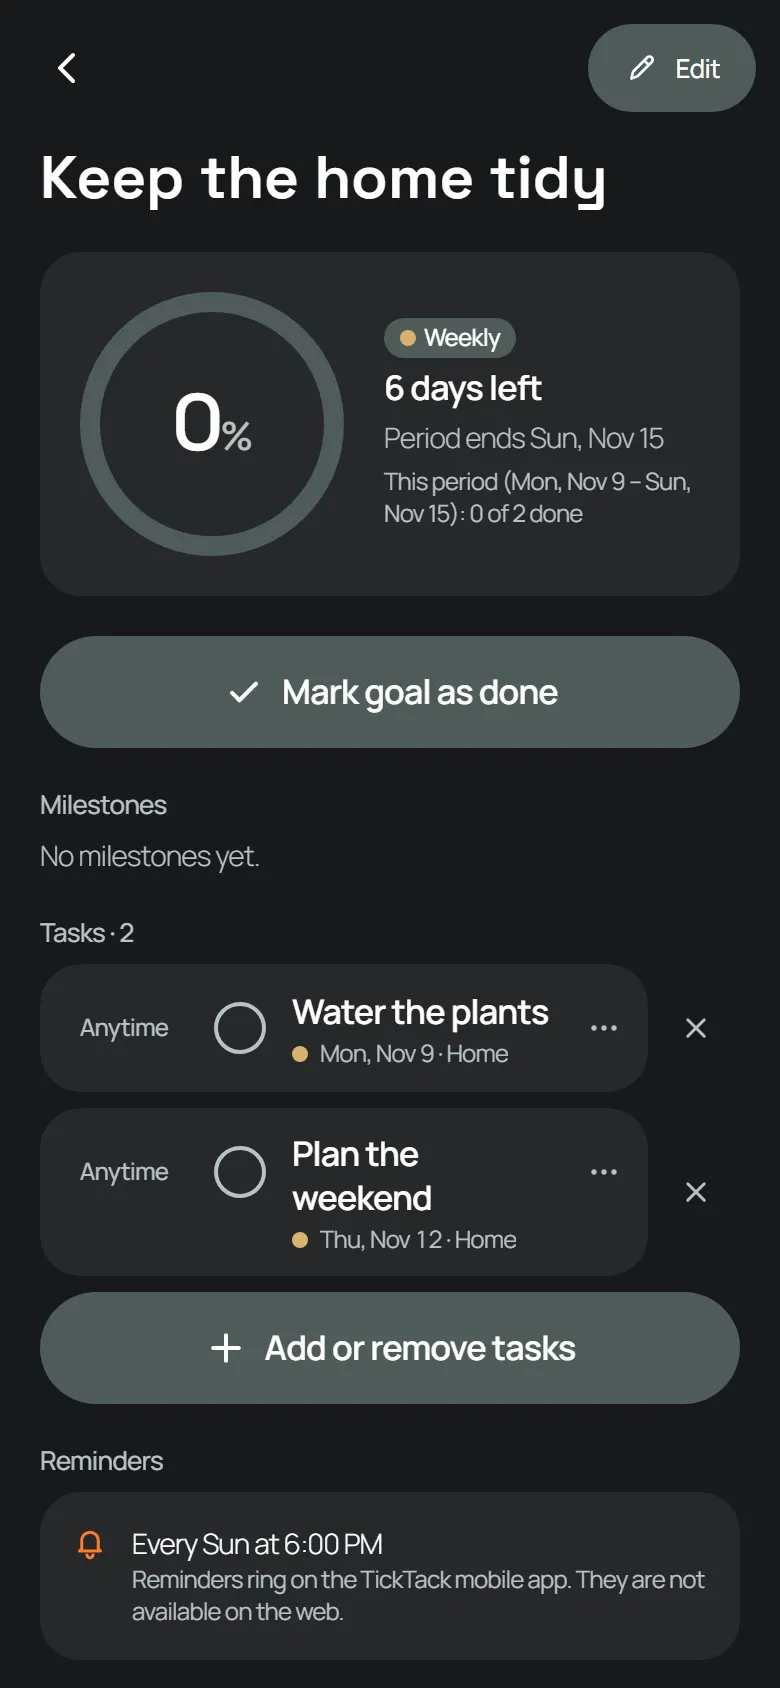 Edit
Keep the home tidy
0%
Weekly
6 days left
Period ends Sun, Nov 15
This period (Mon, Nov 9 – Sun,
Nov 15): 0 of 2 done
Mark goal as done
Milestones
No milestones yet.
Tasks · 2
Anytime
Water the plants
Mon, Nov 9 · Home
Anytime
Plan the
weekend
Thu, Nov 12 · Home
Add or remove tasks
Reminders
Every Sun at 6:00 PM
Reminders ring on the TickTack mobile app. They are not
available on the web.